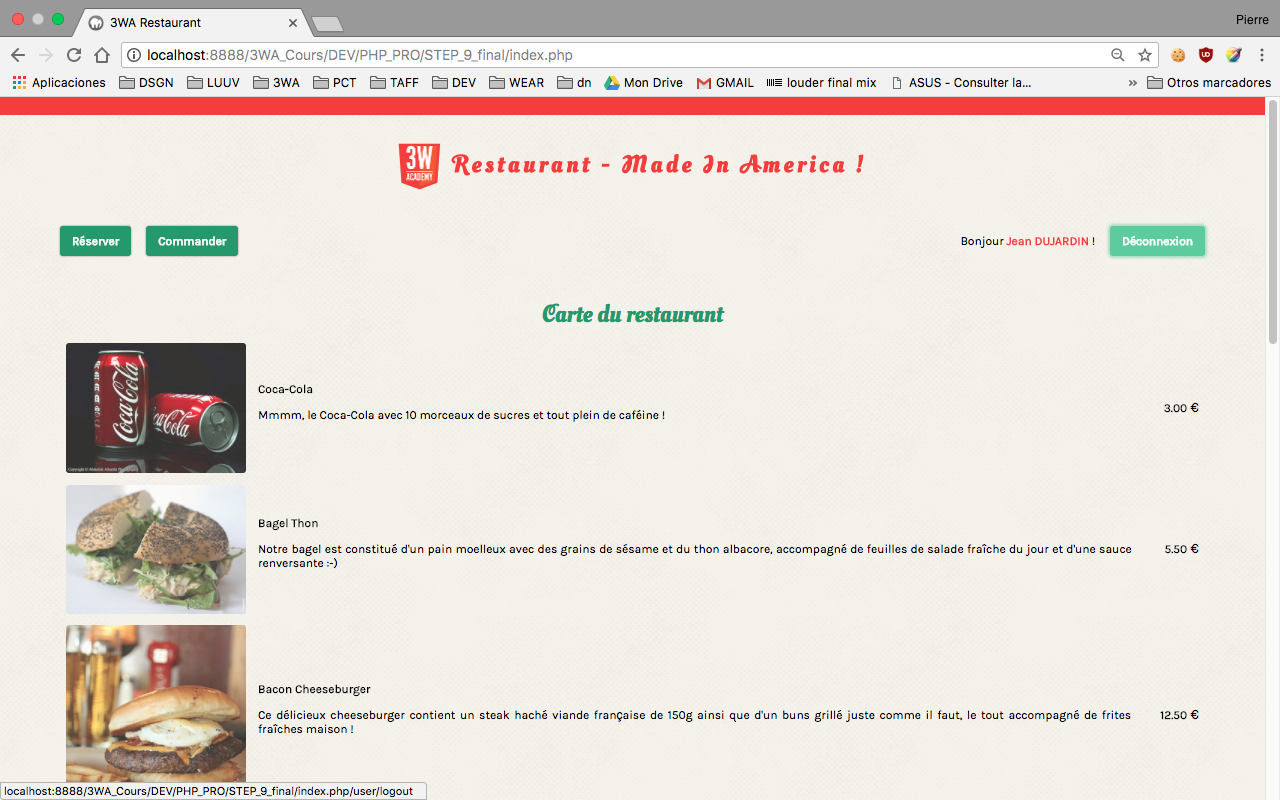 3WA Restaurant
Pierre
localhost:8888/3WA_Cours/DEV/PHP_PRO/STEP_9_final/index.php
Aplicaciones DSGN LUUV 3WA PCT TAFF DEV WEAR dn Mon Drive GMAIL louder final mix ASUS - Consulter la... » Otros marcadores
3W
ACADEMY
Restaurant - Made In America !
Réserver Commander Bonjour Jean DUJARDIN ! Déconnexion
Carte du restaurant
Coca-Cola
Coca-Cola
Coca-Cola
Mmmm, le Coca-Cola avec 10 morceaux de sucres et tout plein de caféine !
3.00 €
Bagel Thon
Notre bagel est constitué d'un pain moelleux avec des grains de sésame et du thon albacore, accompagné de feuilles de salade fraîche du jour et d'une sauce
renversante :-)
5.50 €
Bacon Cheeseburger
Ce délicieux cheeseburger contient un steak haché viande française de 150g ainsi que d'un buns grillé juste comme il faut, le tout accompagné de frites
fraîches maison !
12.50 €
localhost:8888/3WA_Cours/DEV/PHP_PRO/STEP_9_final/index.php/user/logout